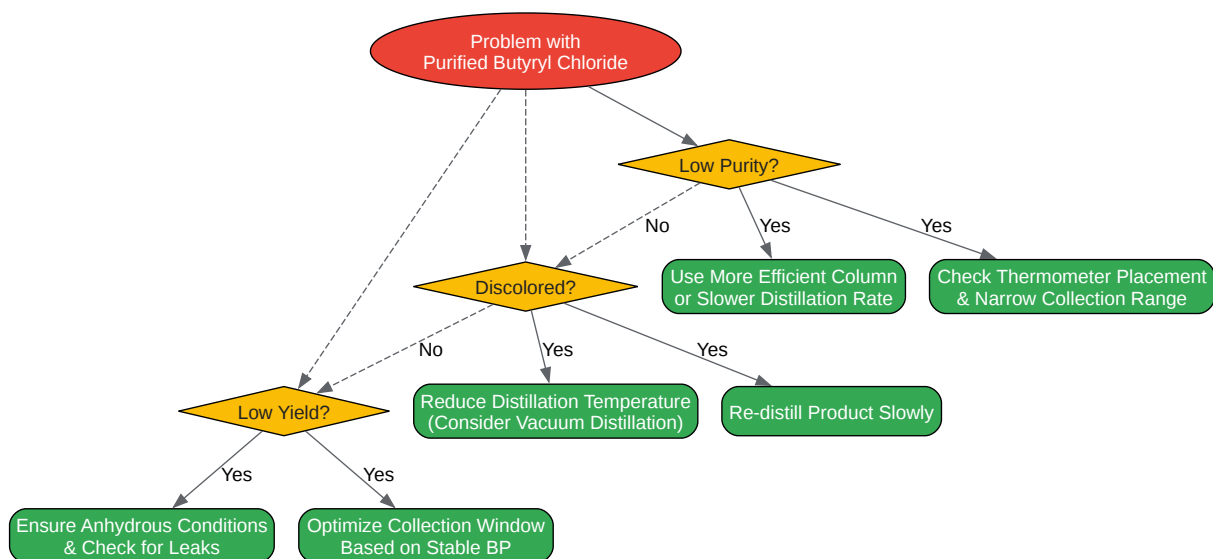 Problem with
Purified Butyryl Chloride
Low Purity?
No
Yes
Yes
Use More Efficient Column
or Slower Distillation Rate
Check Thermometer Placement
& Narrow Collection Range
Discolored?
No
Yes
Yes
Reduce Distillation Temperature
(Consider Vacuum Distillation)
Re-distill Product Slowly
Low Yield?
Yes
Yes
Ensure Anhydrous Conditions
& Check for Leaks
Optimize Collection Window
Based on Stable BP